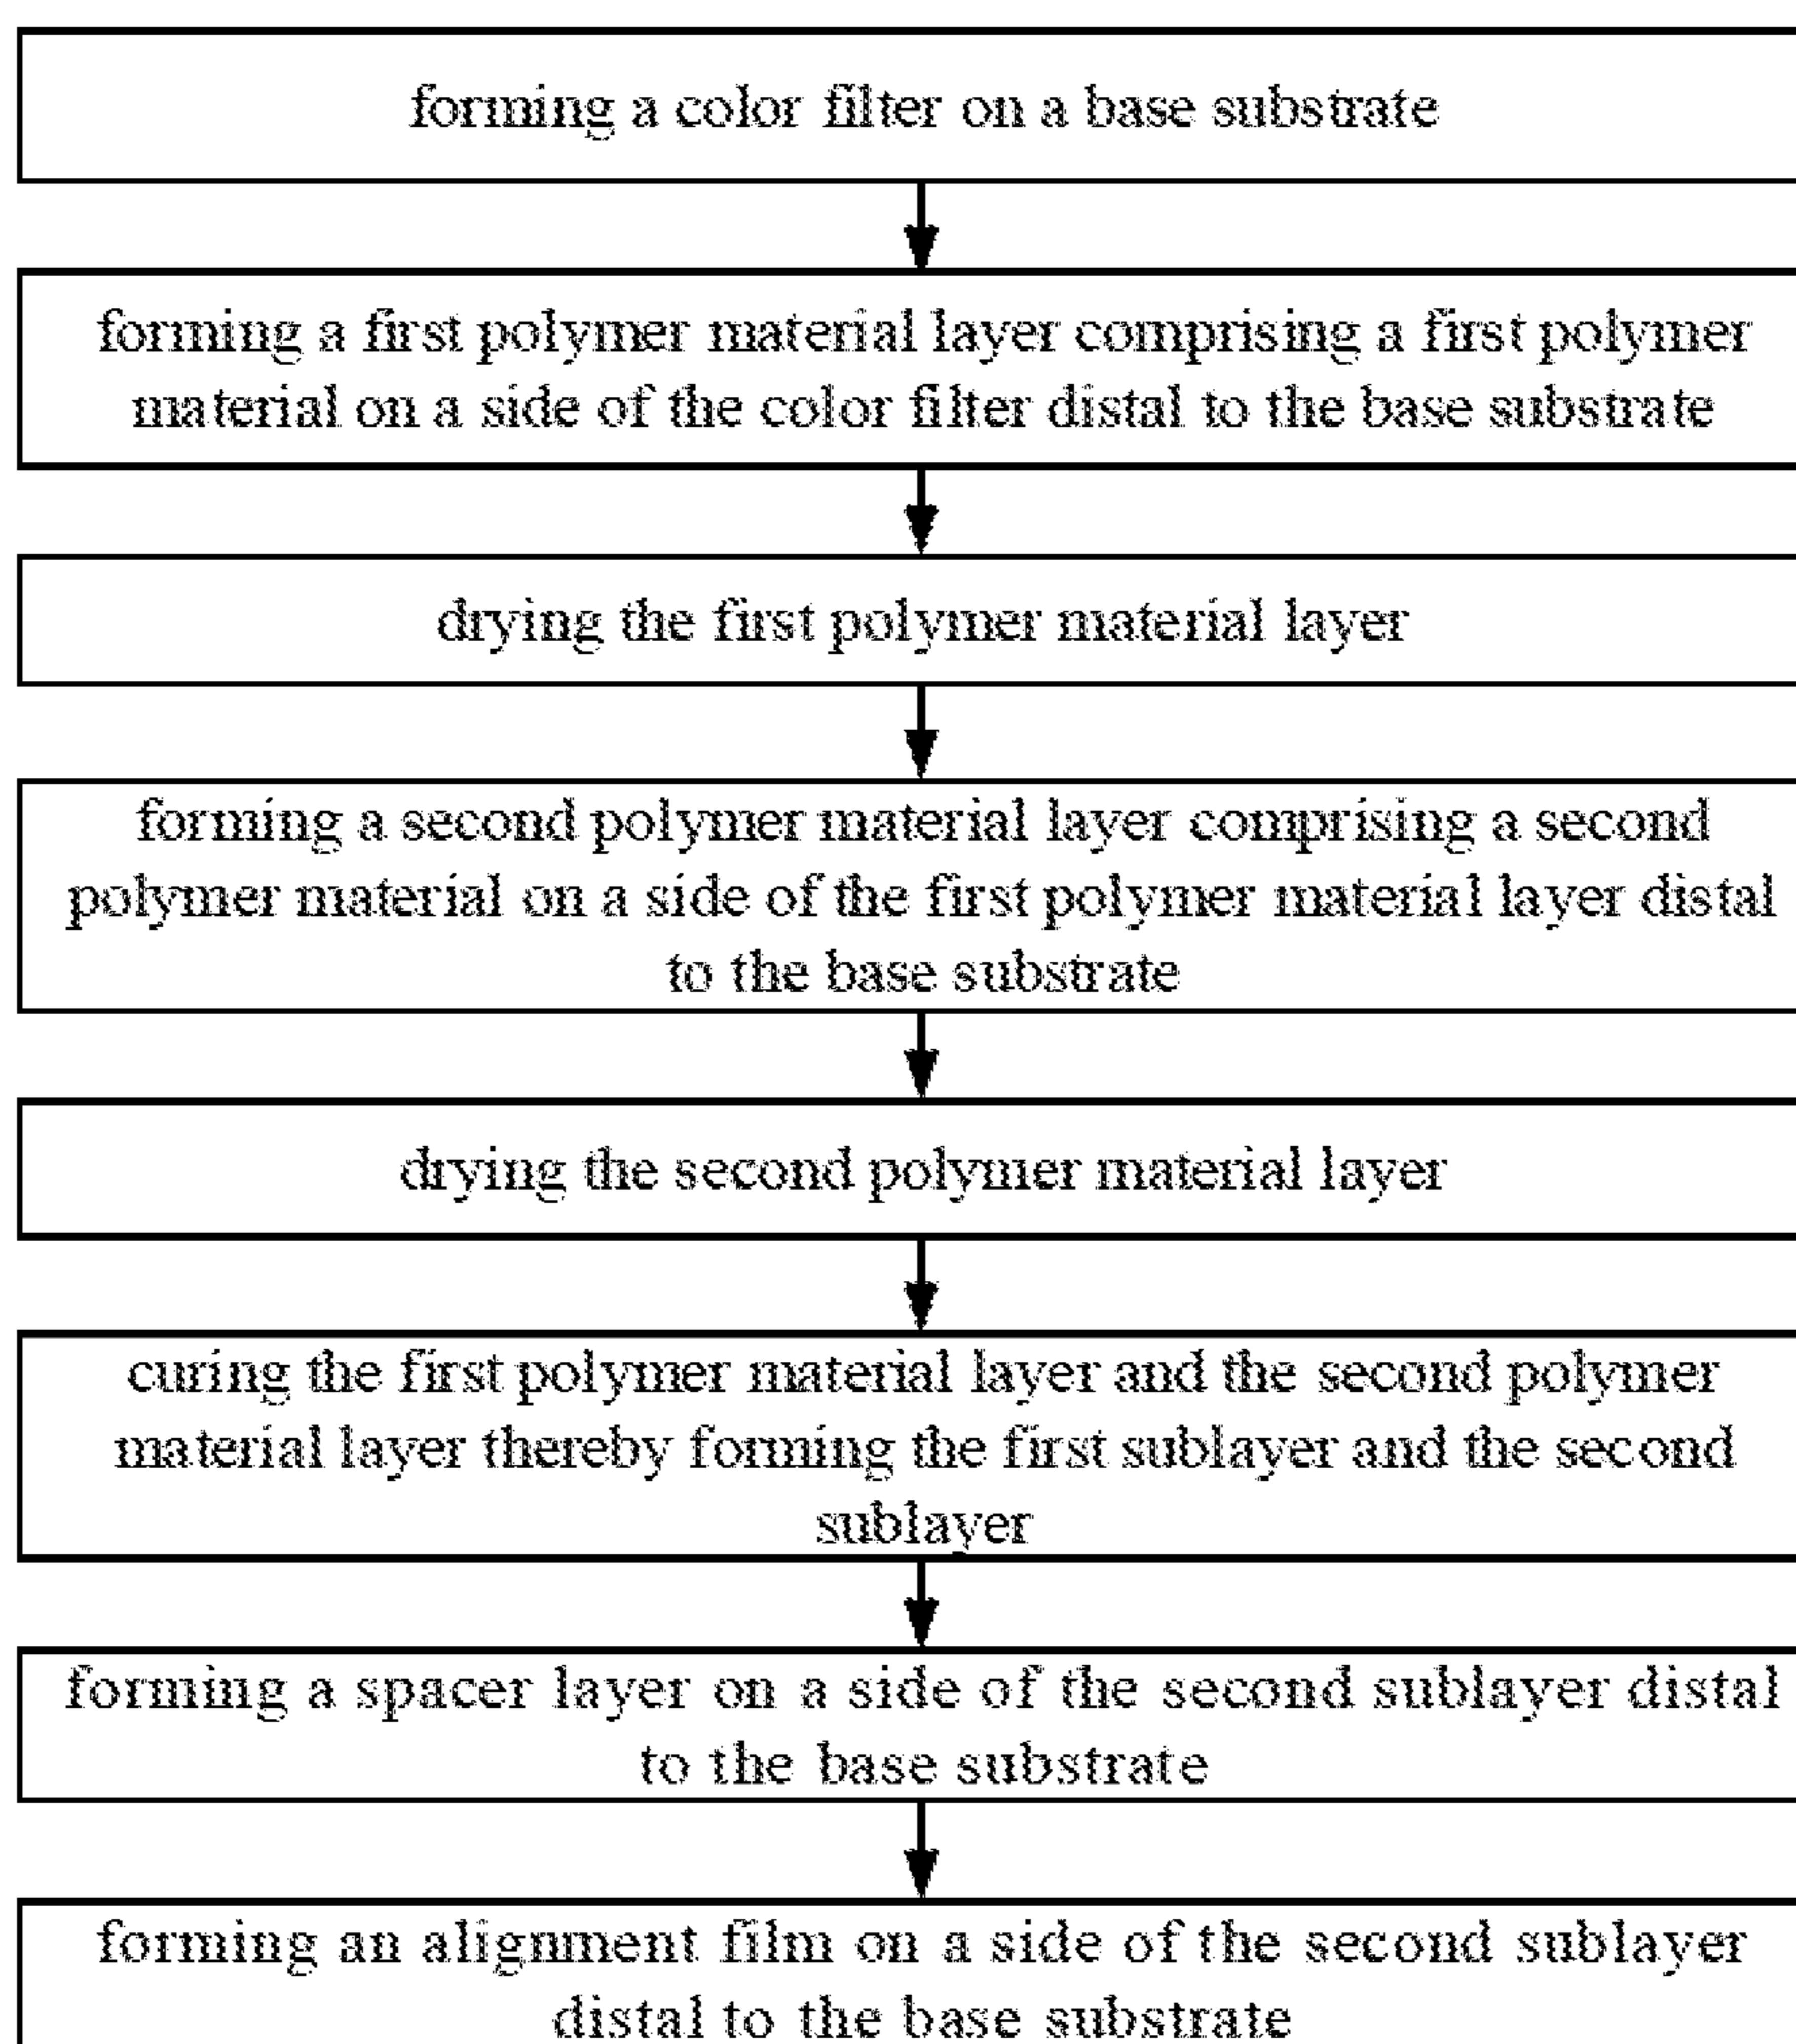 forming a color filter on a base substrate
forming a first polymer material layer comprising a first polymer
material on a side of the color filter distal to the base substrate
drying the first polymer material layer
forming a second polymer material layer comprising a second
polymer material on a side of the first polymer material layer distal
to the base substrate
drying the second polymer material layer
curing the first polymer material layer and the second polymer
material layer thereby forming the first sublayer and the second
sublayer
forming a spacer layer on a side of the second sublayer distal
to the base substrate
forming an alignment film on a side of the second sublayer
distal to the base substrate